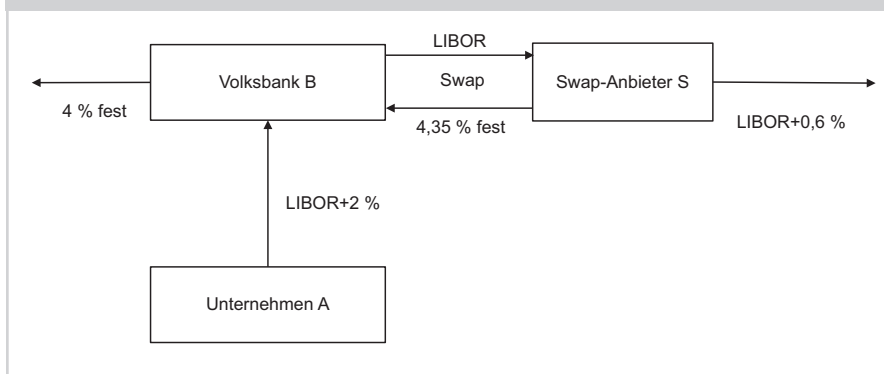 LIBOR
Volksbank B
Swap
Swap-Anbieter S
4 % fest
4,35 % fest
LIBOR+0,6 %
LIBOR+2 %
Unternehmen A